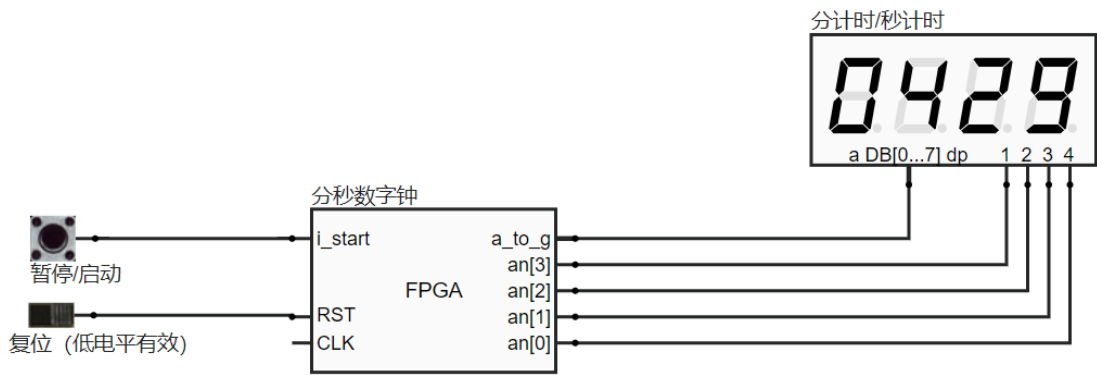 分计时/秒计时
0429
a DB[0...7] dp 1 2 3 4
分秒数字钟
i_start a_to_g
an[3]
FPGA an[2]
RST an[1]
CLK an[0]
暂停/启动
复位（低电平有效）